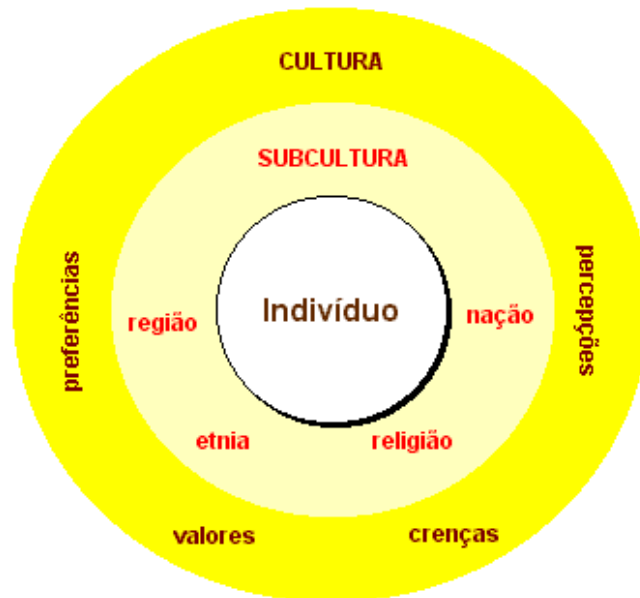 CULTURA
SUBCULTURA
preferências
percepções
região
Indivíduo
nação
etnia
religião
valores
crenças